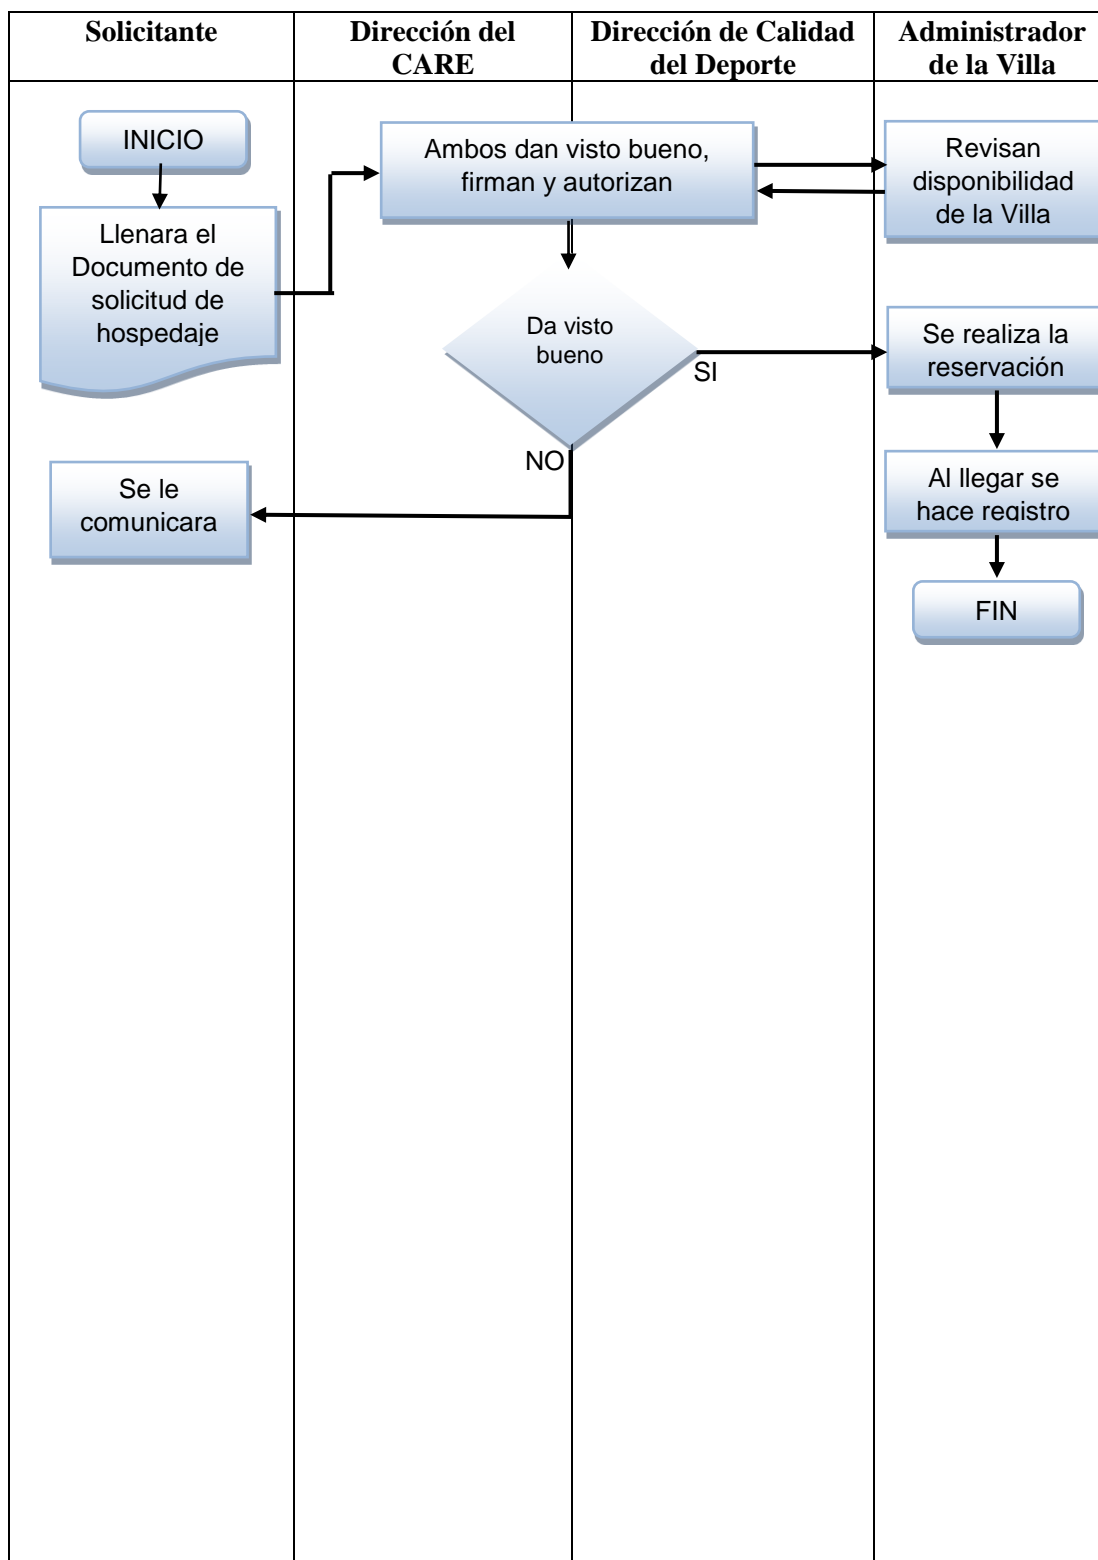 Solicitante
Dirección del
CARE
Dirección de Calidad
del Deporte
Administrador
de la Villa
INICIO
Ambos dan visto bueno,
firman y autorizan
Revisan
disponibilidad
de la Villa
Llenara el
Documento de
solicitud de
hospedaje
Da visto
bueno
SI
Se realiza la
reservación
NO
Se le
comunicara
Al llegar se
hace registro
FIN